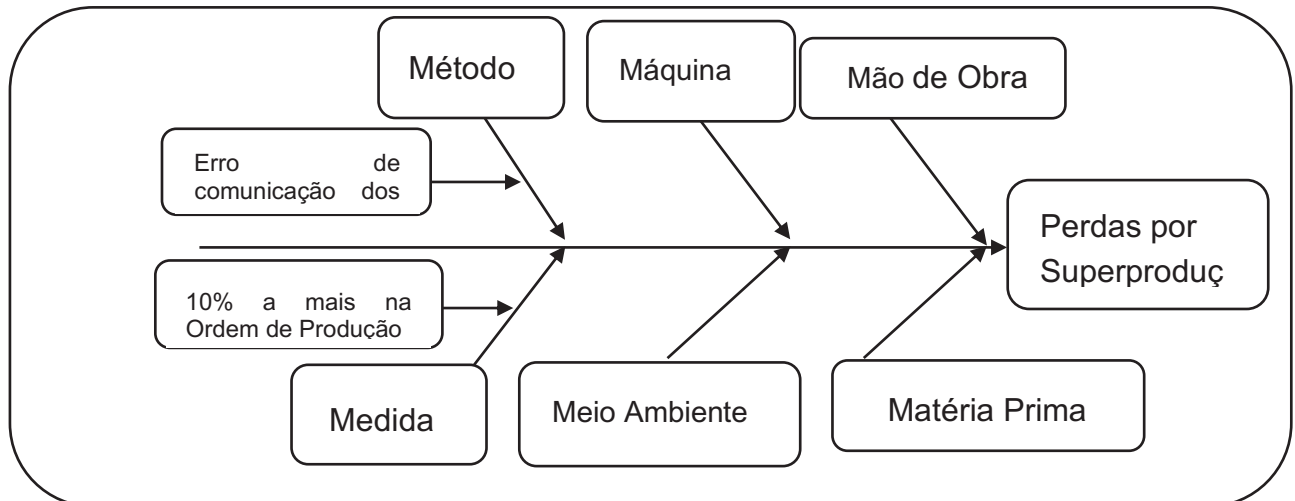 Método
Máquina
Mão de Obra
Erro de
comunicação dos
Perdas por
Superproduç
10% a mais na
Ordem de Produção
Medida
Meio Ambiente
Matéria Prima